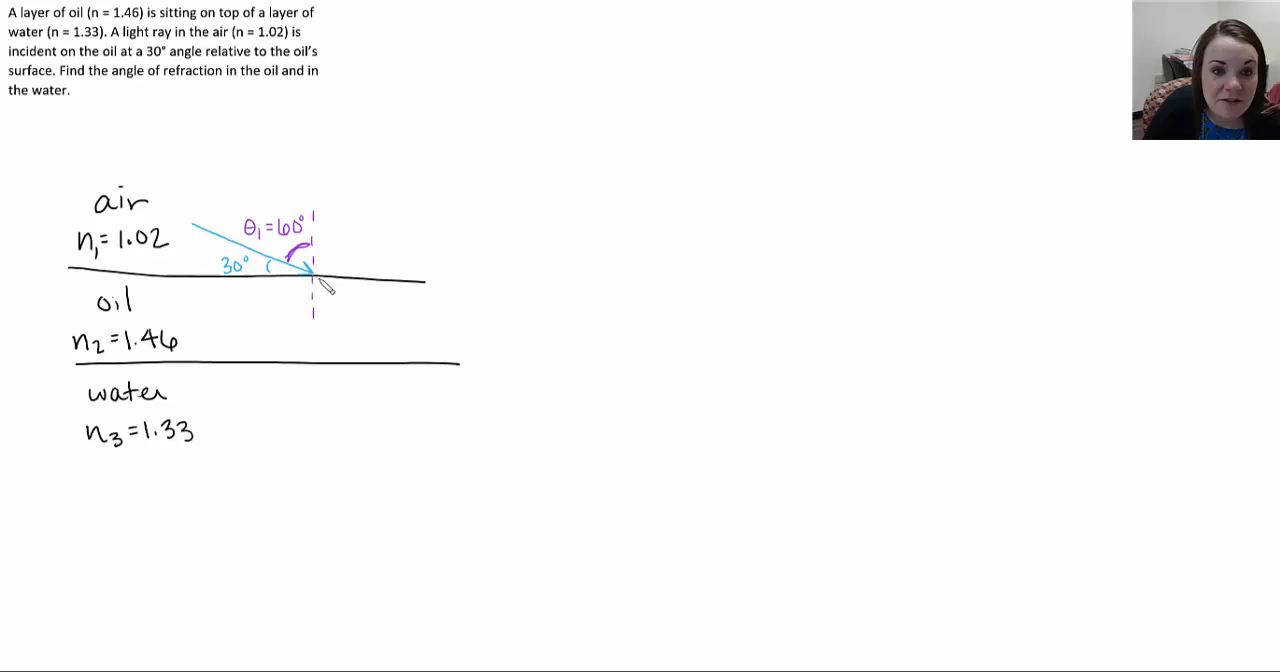 A layer of oil (n = 1.46) is sitting on top of a layer of
water (n = 1.33). A light ray in the air (n = 1.02) is
incident on the oil at a 30° angle relative to the oil's
surface. Find the angle of refraction in the oil and in
the water.
air
n₁ = 1.02
θ₁ = 60°
30°
oil
n₂ = 1.46
water
n₃ = 1.33